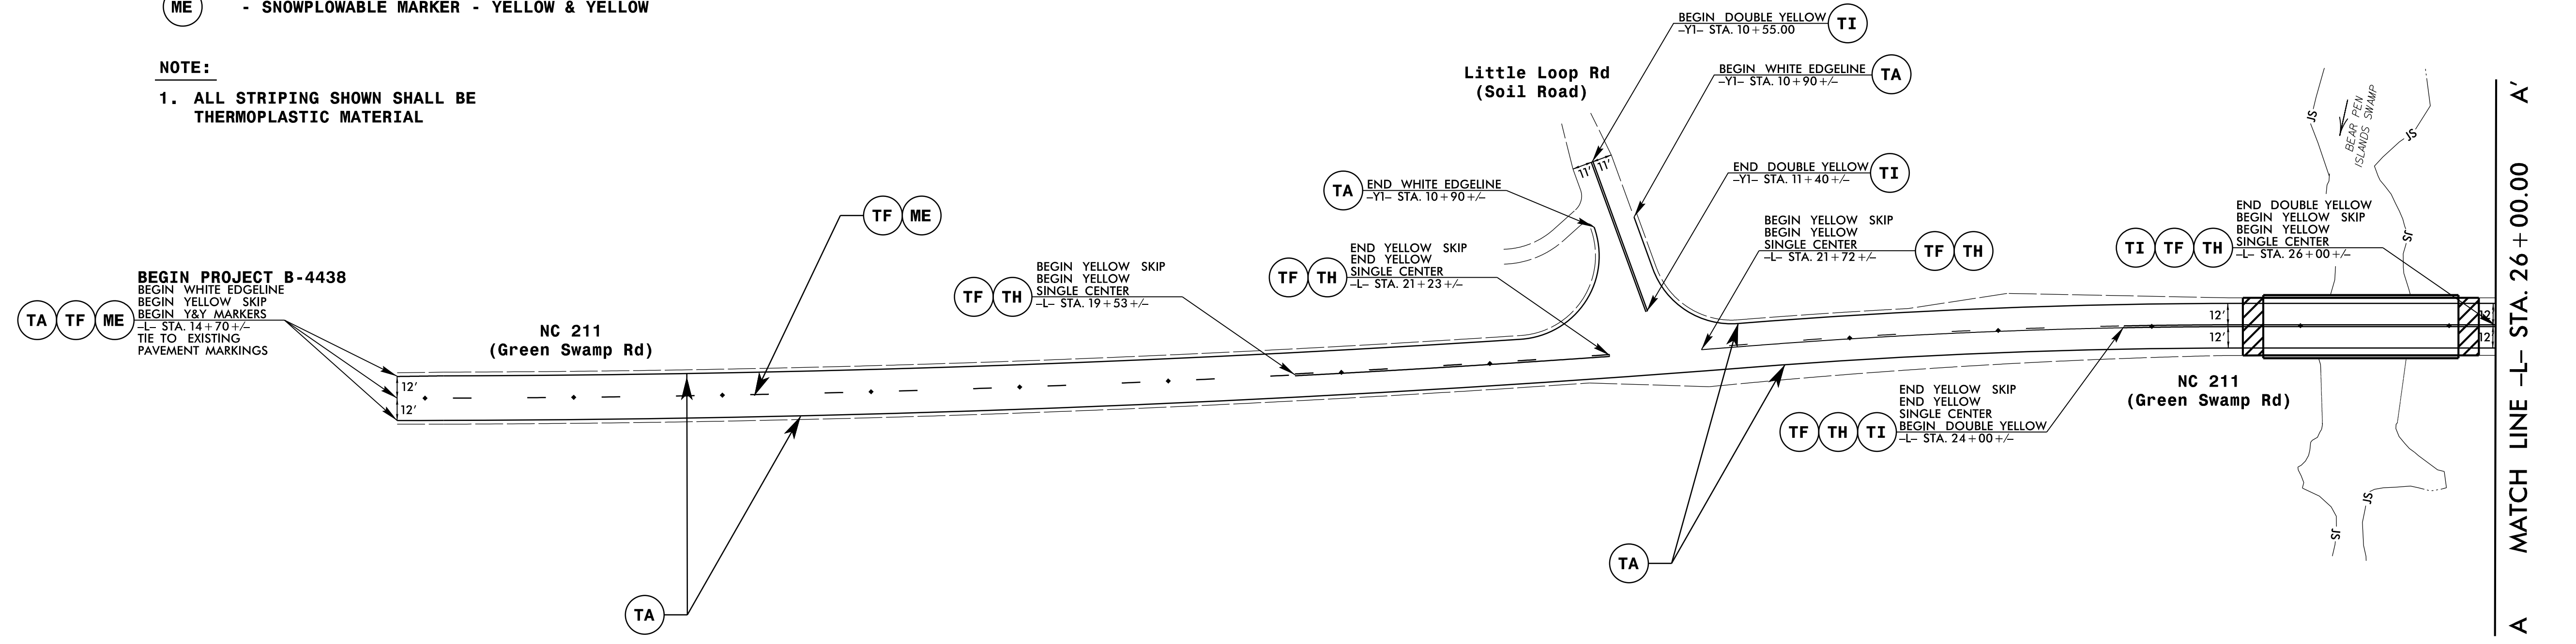 ME - SNOWPLOWABLE MARKER - YELLOW & YELLOW
NOTE:
1. ALL STRIPING SHOWN SHALL BE
THERMOPLASTIC MATERIAL
BEGIN PROJECT B-4438
BEGIN WHITE EDGELINE
BEGIN YELLOW SKIP
BEGIN Y&Y MARKERS
TA TF ME -L- STA. 14+70+/-
TIE TO EXISTING
PAVEMENT MARKINGS
12'
12'
NC 211
(Green Swamp Rd)
TF ME
TA
BEGIN YELLOW SKIP
BEGIN YELLOW
SINGLE CENTER
TF TH -L- STA. 19+53+/-
END YELLOW SKIP
END YELLOW
SINGLE CENTER
TF TH -L- STA. 21+23+/-
TA END WHITE EDGELINE
-Y1- STA. 10+90+/-
Little Loop Rd
(Soil Road)
11' 11'
BEGIN DOUBLE YELLOW TI
-Y1- STA. 10+55.00
BEGIN WHITE EDGELINE TA
-Y1- STA. 10+90+/-
END DOUBLE YELLOW TI
-Y1- STA. 11+40+/-
BEGIN YELLOW SKIP
BEGIN YELLOW
SINGLE CENTER TF TH
-L- STA. 21+72+/-
TA
END YELLOW SKIP
END YELLOW
SINGLE CENTER
TF TH TI BEGIN DOUBLE YELLOW
-L- STA. 24+00+/-
END DOUBLE YELLOW
BEGIN YELLOW SKIP
BEGIN YELLOW
TI TF TH SINGLE CENTER
-L- STA. 26+00+/-
12'
12'
12'
12'
NC 211
(Green Swamp Rd)
BEAR PEN
ISLANDS SWAMP
JS
JS
JS
JS
JS
A MATCH LINE -L- STA. 26+00.00 A'